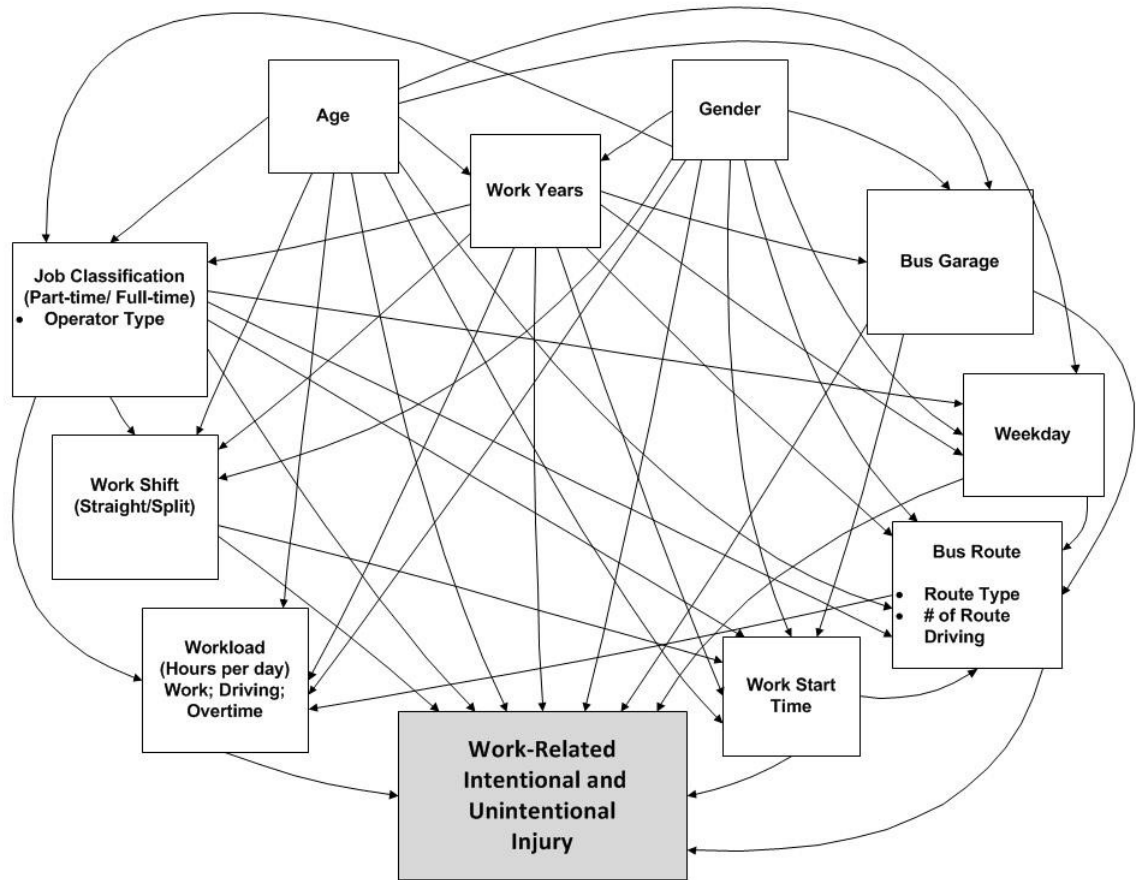 Age
Gender
Work Years
Bus Garage
Job Classification
(Part-time/ Full-time)
• Operator Type
Weekday
Work Shift
(Straight/Split)
Bus Route
• Route Type
• # of Route
Driving
Workload
(Hours per day)
Work; Driving;
Overtime
Work Start
Time
Work-Related
Intentional and
Unintentional
Injury